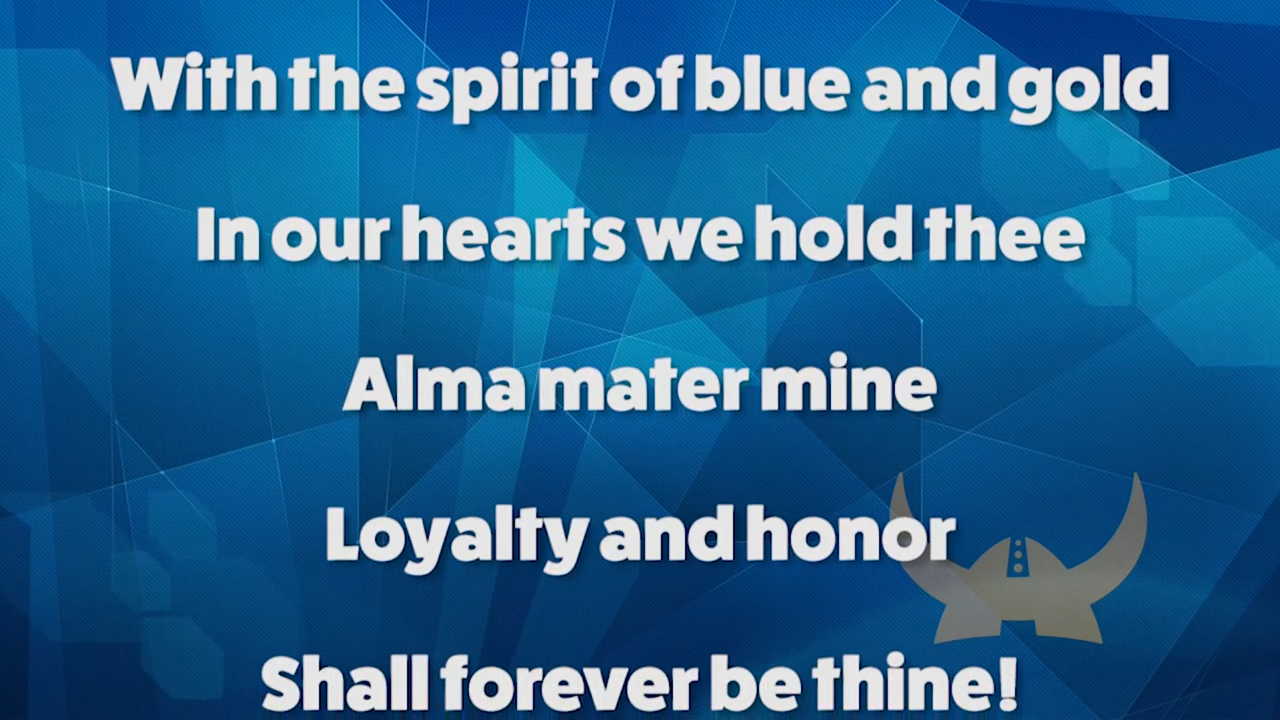 With the spirit of blue and gold
In our hearts we hold thee
Alma mater mine
Loyalty and honor
Shall forever be thine!